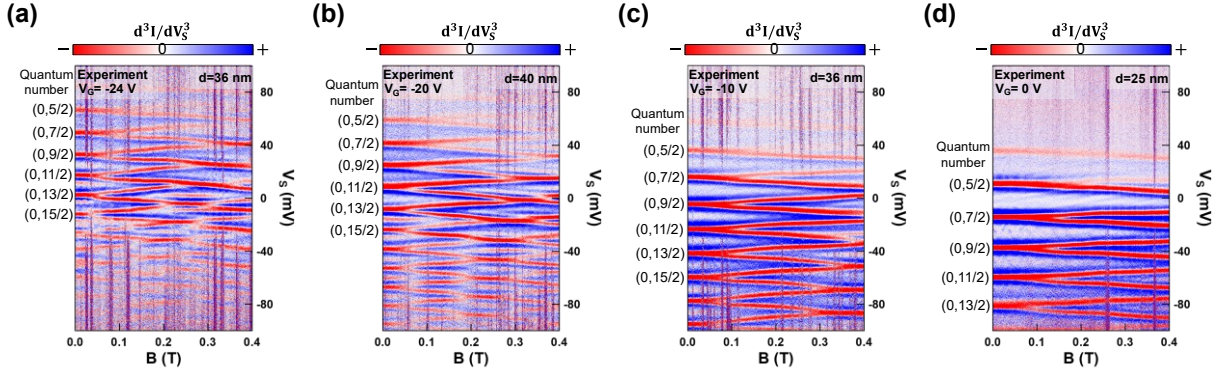 (a)
d³I/dV_S³
− 0 +
Quantum
number
Experiment
V_G= -24 V
d=36 nm
(0,5/2)
(0,7/2)
(0,9/2)
(0,11/2)
(0,13/2)
(0,15/2)
80
40
0
-40
-80
V_S (mV)
0.0 0.1 0.2 0.3 0.4
B (T)
(b)
d³I/dV_S³
− 0 +
Quantum
number
Experiment
V_G= -20 V
d=40 nm
(0,5/2)
(0,7/2)
(0,9/2)
(0,11/2)
(0,13/2)
(0,15/2)
80
40
0
-40
-80
V_S (mV)
0.0 0.1 0.2 0.3 0.4
B (T)
(c)
d³I/dV_S³
− 0 +
Experiment
V_G= -10 V
d=36 nm
Quantum
number
(0,5/2)
(0,7/2)
(0,9/2)
(0,11/2)
(0,13/2)
(0,15/2)
80
40
0
-40
-80
V_S (mV)
0.0 0.1 0.2 0.3 0.4
B (T)
(d)
d³I/dV_S³
− 0 +
Experiment
V_G= 0 V
d=25 nm
Quantum
number
(0,5/2)
(0,7/2)
(0,9/2)
(0,11/2)
(0,13/2)
80
40
0
-40
-80
V_S (mV)
0.0 0.1 0.2 0.3 0.4
B (T)